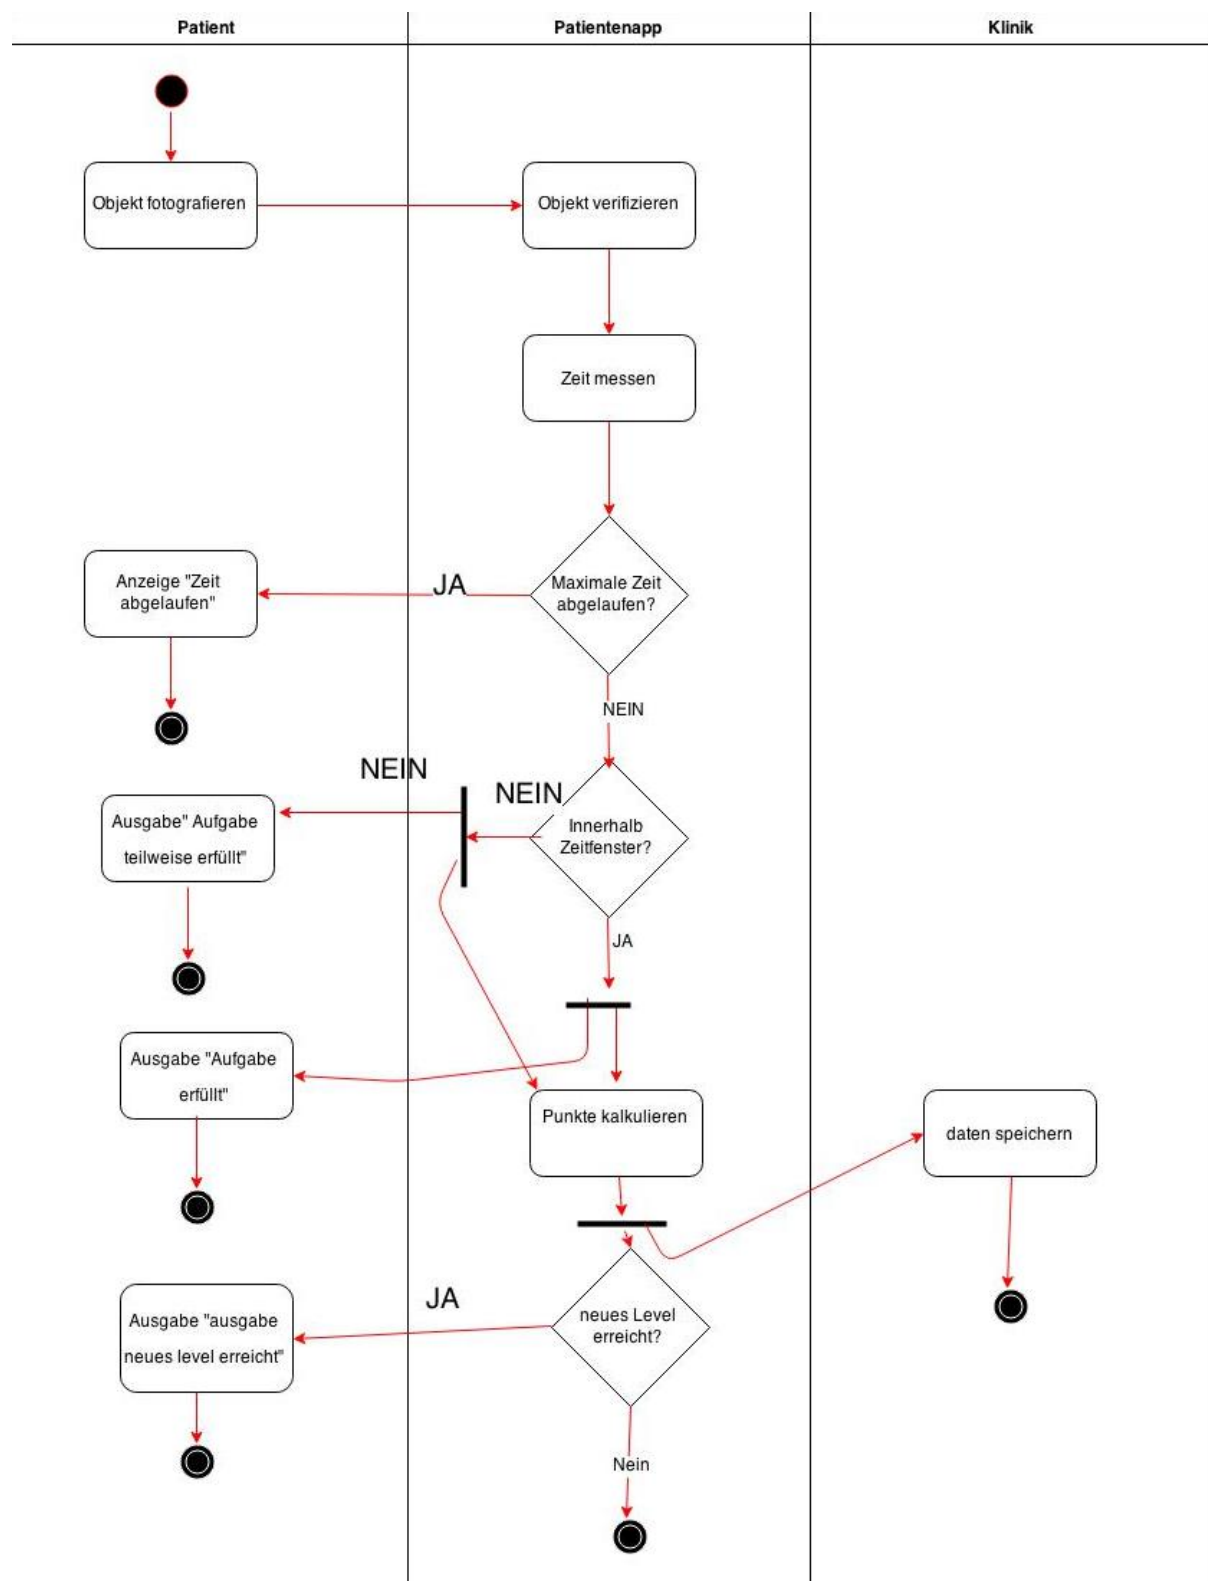 Patient
Patientenapp
Klinik
Objekt fotografieren
Objekt verifizieren
Zeit messen
Maximale Zeit
abgelaufen?
JA
Anzeige "Zeit
abgelaufen"
NEIN
NEIN
NEIN
Innerhalb
Zeitfenster?
Ausgabe" Aufgabe
teilweise erfüllt"
JA
Ausgabe "Aufgabe
erfüllt"
Punkte kalkulieren
daten speichern
JA
neues Level
erreicht?
Ausgabe "ausgabe
neues level erreicht"
Nein